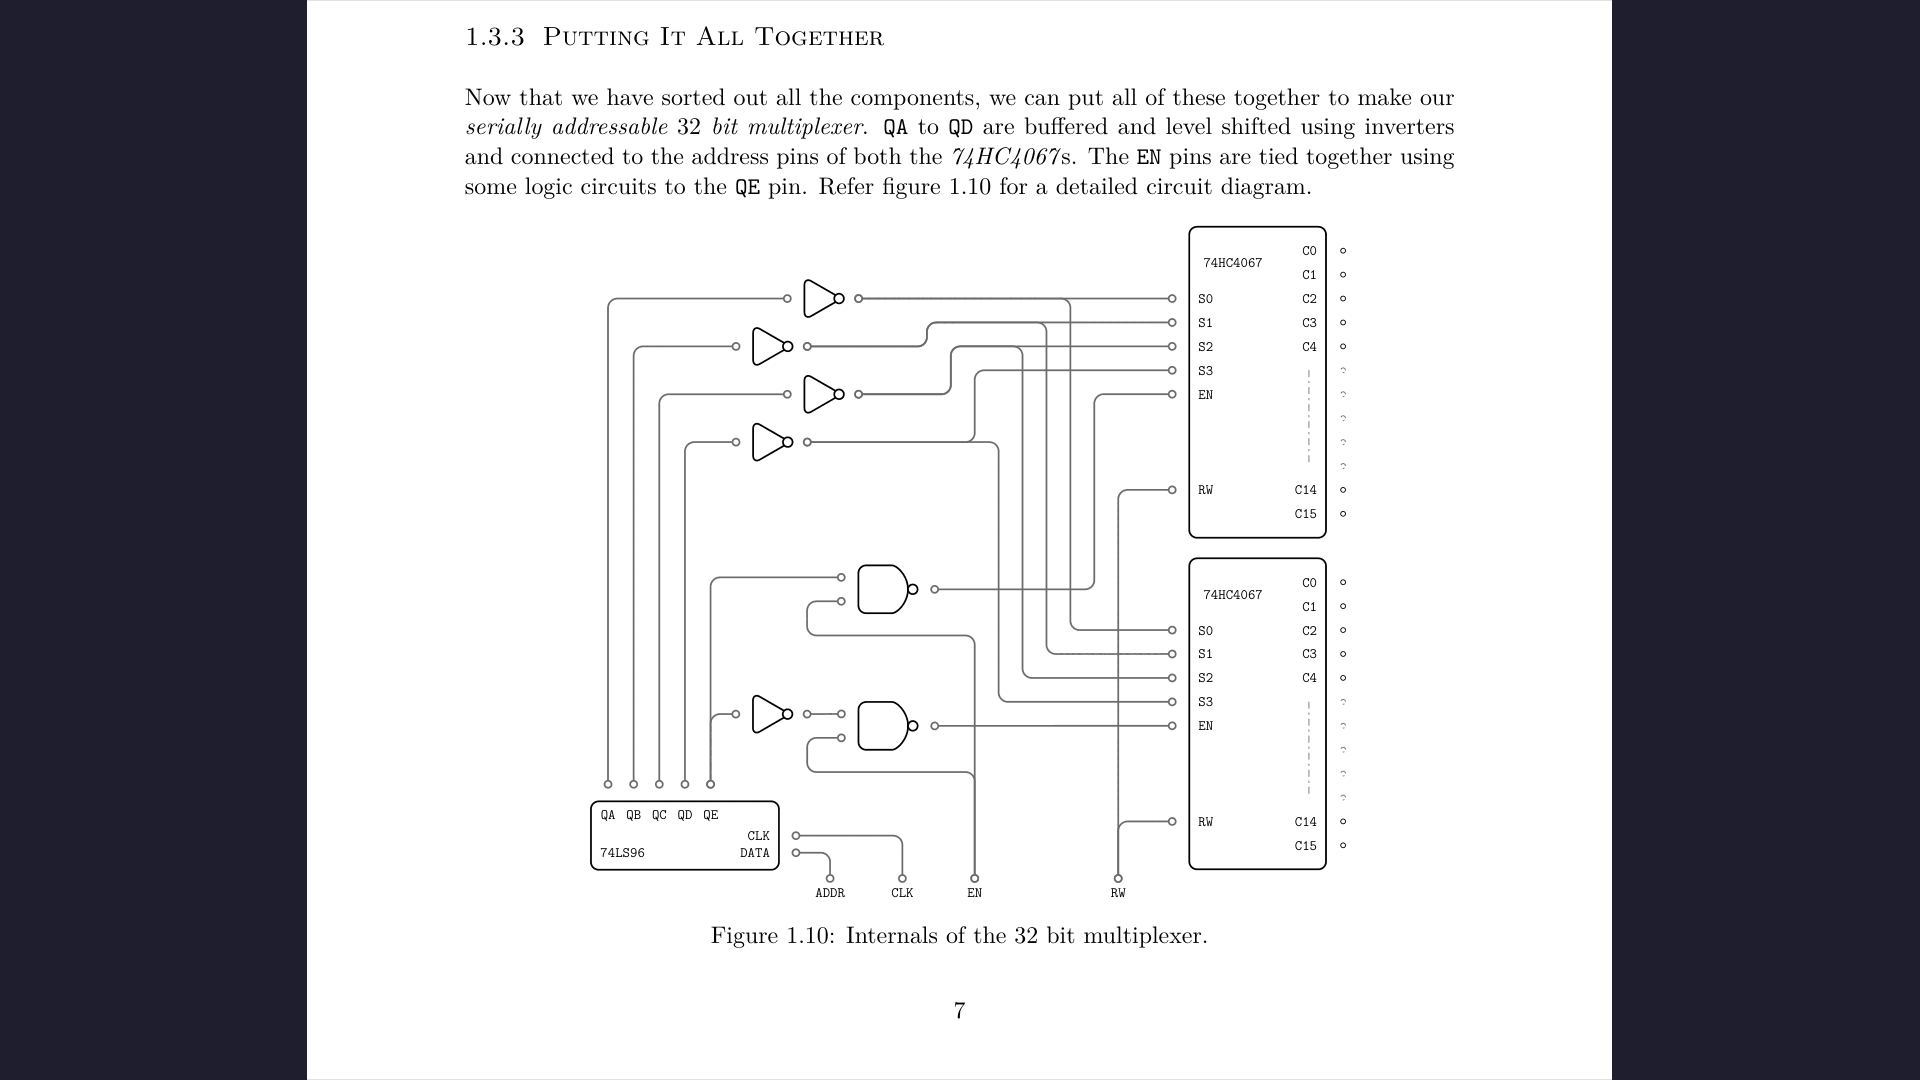 1.3.3 Putting It All Together
Now that we have sorted out all the components, we can put all of these together to make our
serially addressable 32 bit multiplexer. QA to QD are buffered and level shifted using inverters
and connected to the address pins of both the 74HC4067s. The EN pins are tied together using
some logic circuits to the QE pin. Refer figure 1.10 for a detailed circuit diagram.
74HC4067
C0
C1
S0 C2
S1 C3
S2 C4
S3
EN
RW C14
C15
74HC4067
C0
C1
S0 C2
S1 C3
S2 C4
S3
EN
RW C14
C15
QA QB QC QD QE
CLK
74LS96 DATA
ADDR CLK EN RW
Figure 1.10: Internals of the 32 bit multiplexer.
7